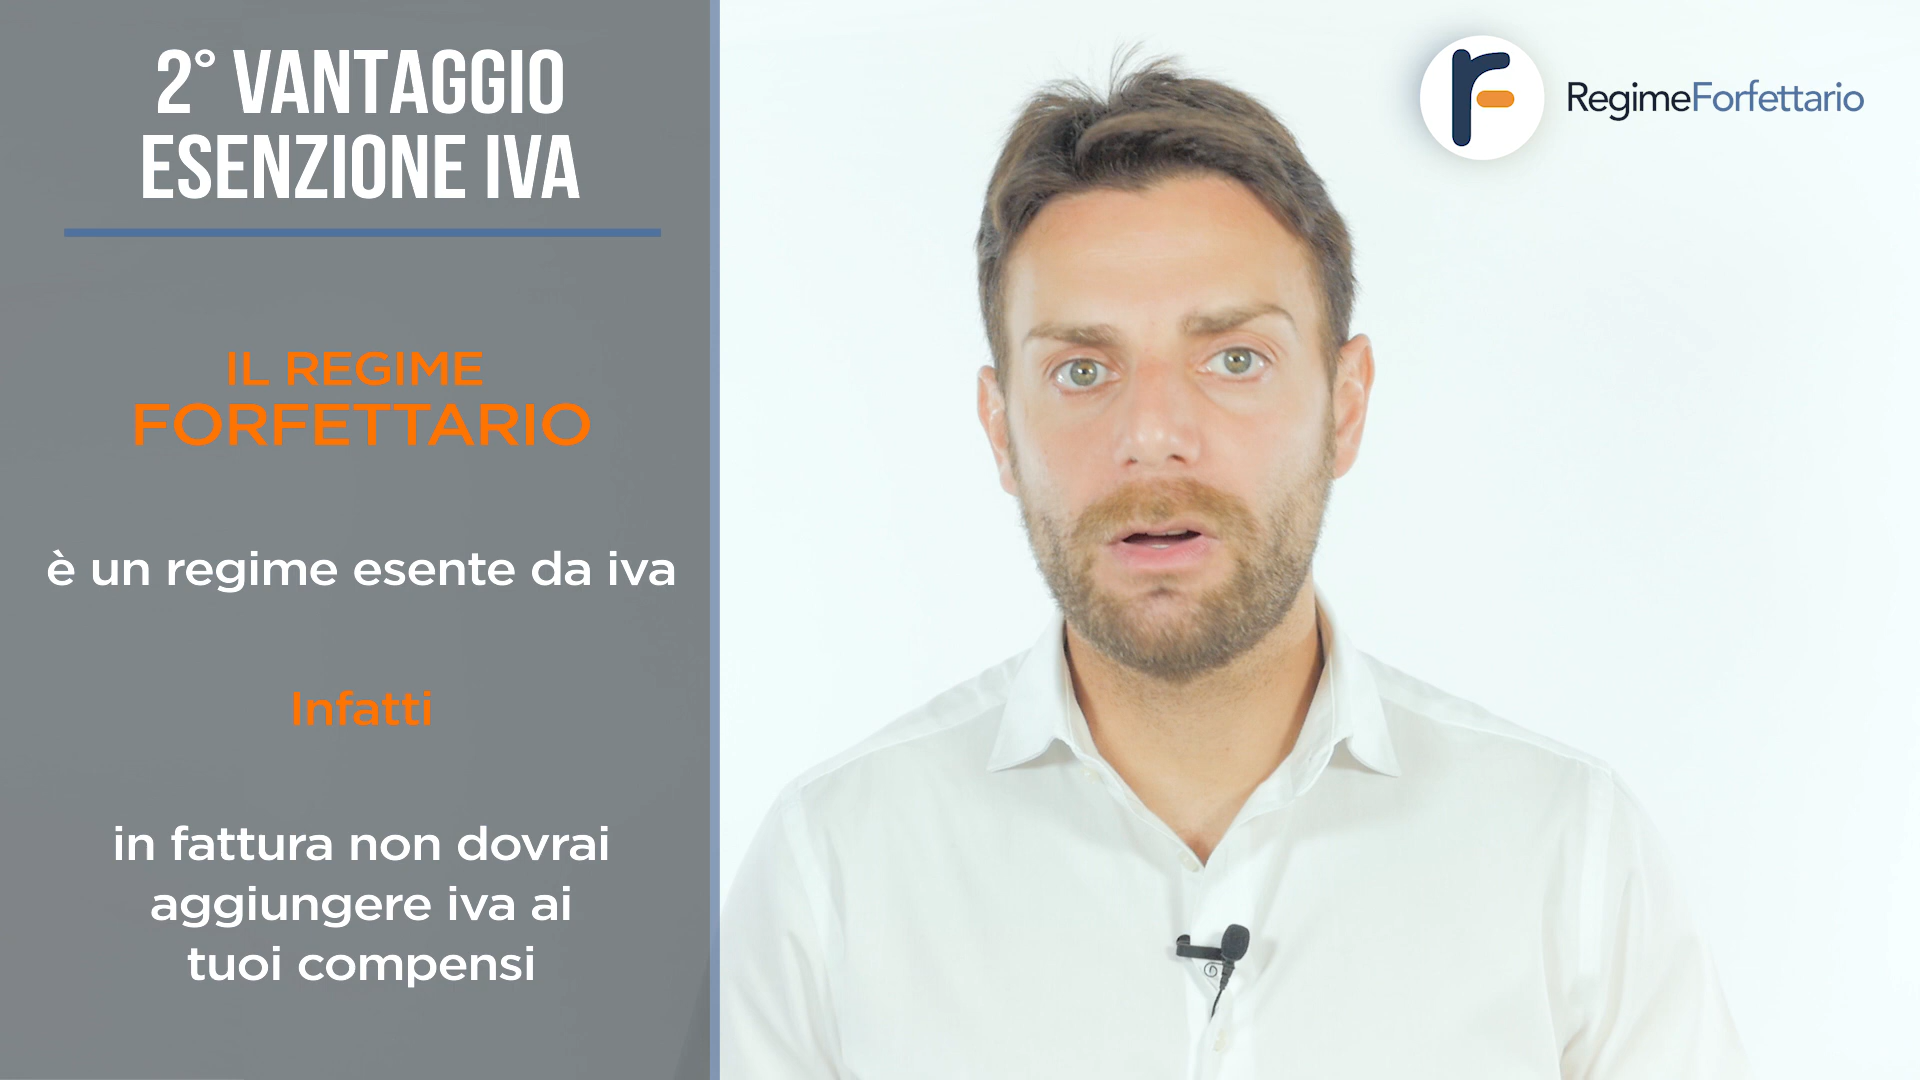 2° VANTAGGIO
ESENZIONE IVA
IL REGIME
FORFETTARIO
è un regime esente da iva
Infatti
in fattura non dovrai
aggiungere iva ai
tuoi compensi
RegimeForfettario